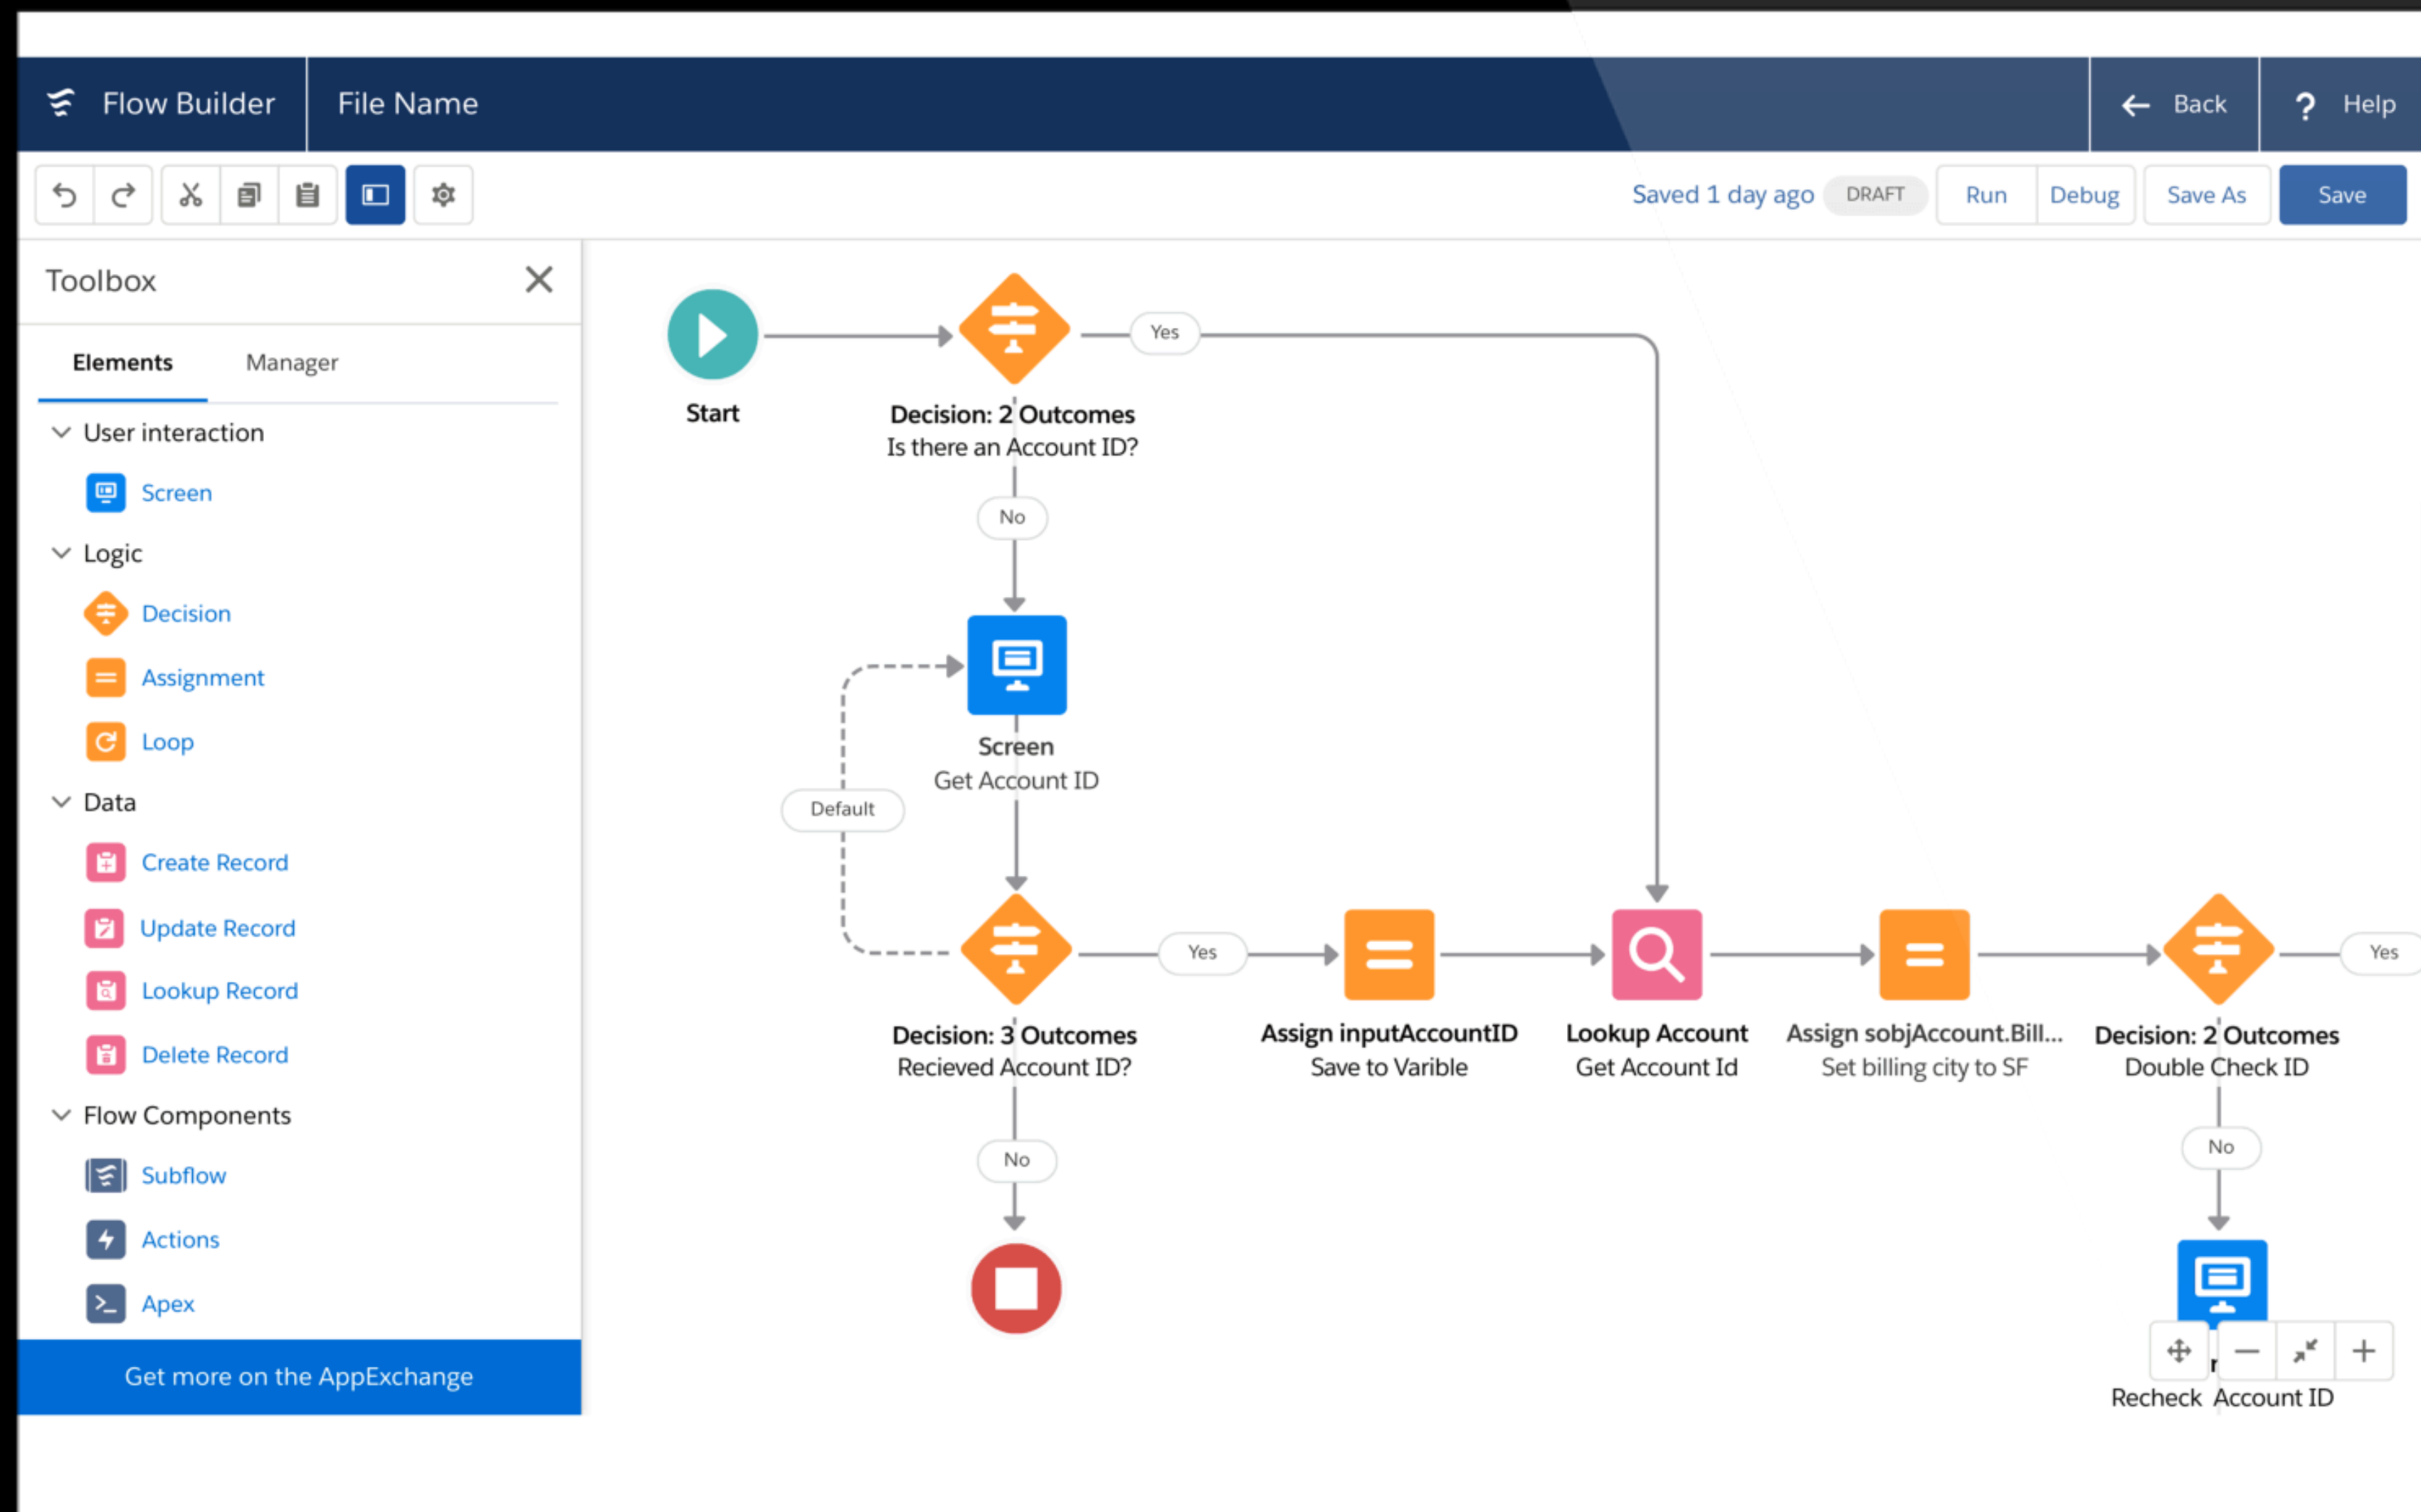 Flow Builder
File Name
Back
? Help
Saved 1 day ago
DRAFT
Run
Debug
Save As
Save
Toolbox
Elements
Manager
User interaction
Screen
Logic
Decision
Assignment
Loop
Data
Create Record
Update Record
Lookup Record
Delete Record
Flow Components
Subflow
Actions
Apex
Get more on the AppExchange
Start
Decision: 2 Outcomes
Is there an Account ID?
Yes
No
Screen
Get Account ID
Default
Decision: 3 Outcomes
Recieved Account ID?
Yes
No
Assign inputAccountID
Save to Varible
Lookup Account
Get Account Id
Assign sobjAccount.Bill...
Set billing city to SF
Decision: 2 Outcomes
Double Check ID
Yes
No
Recheck Account ID